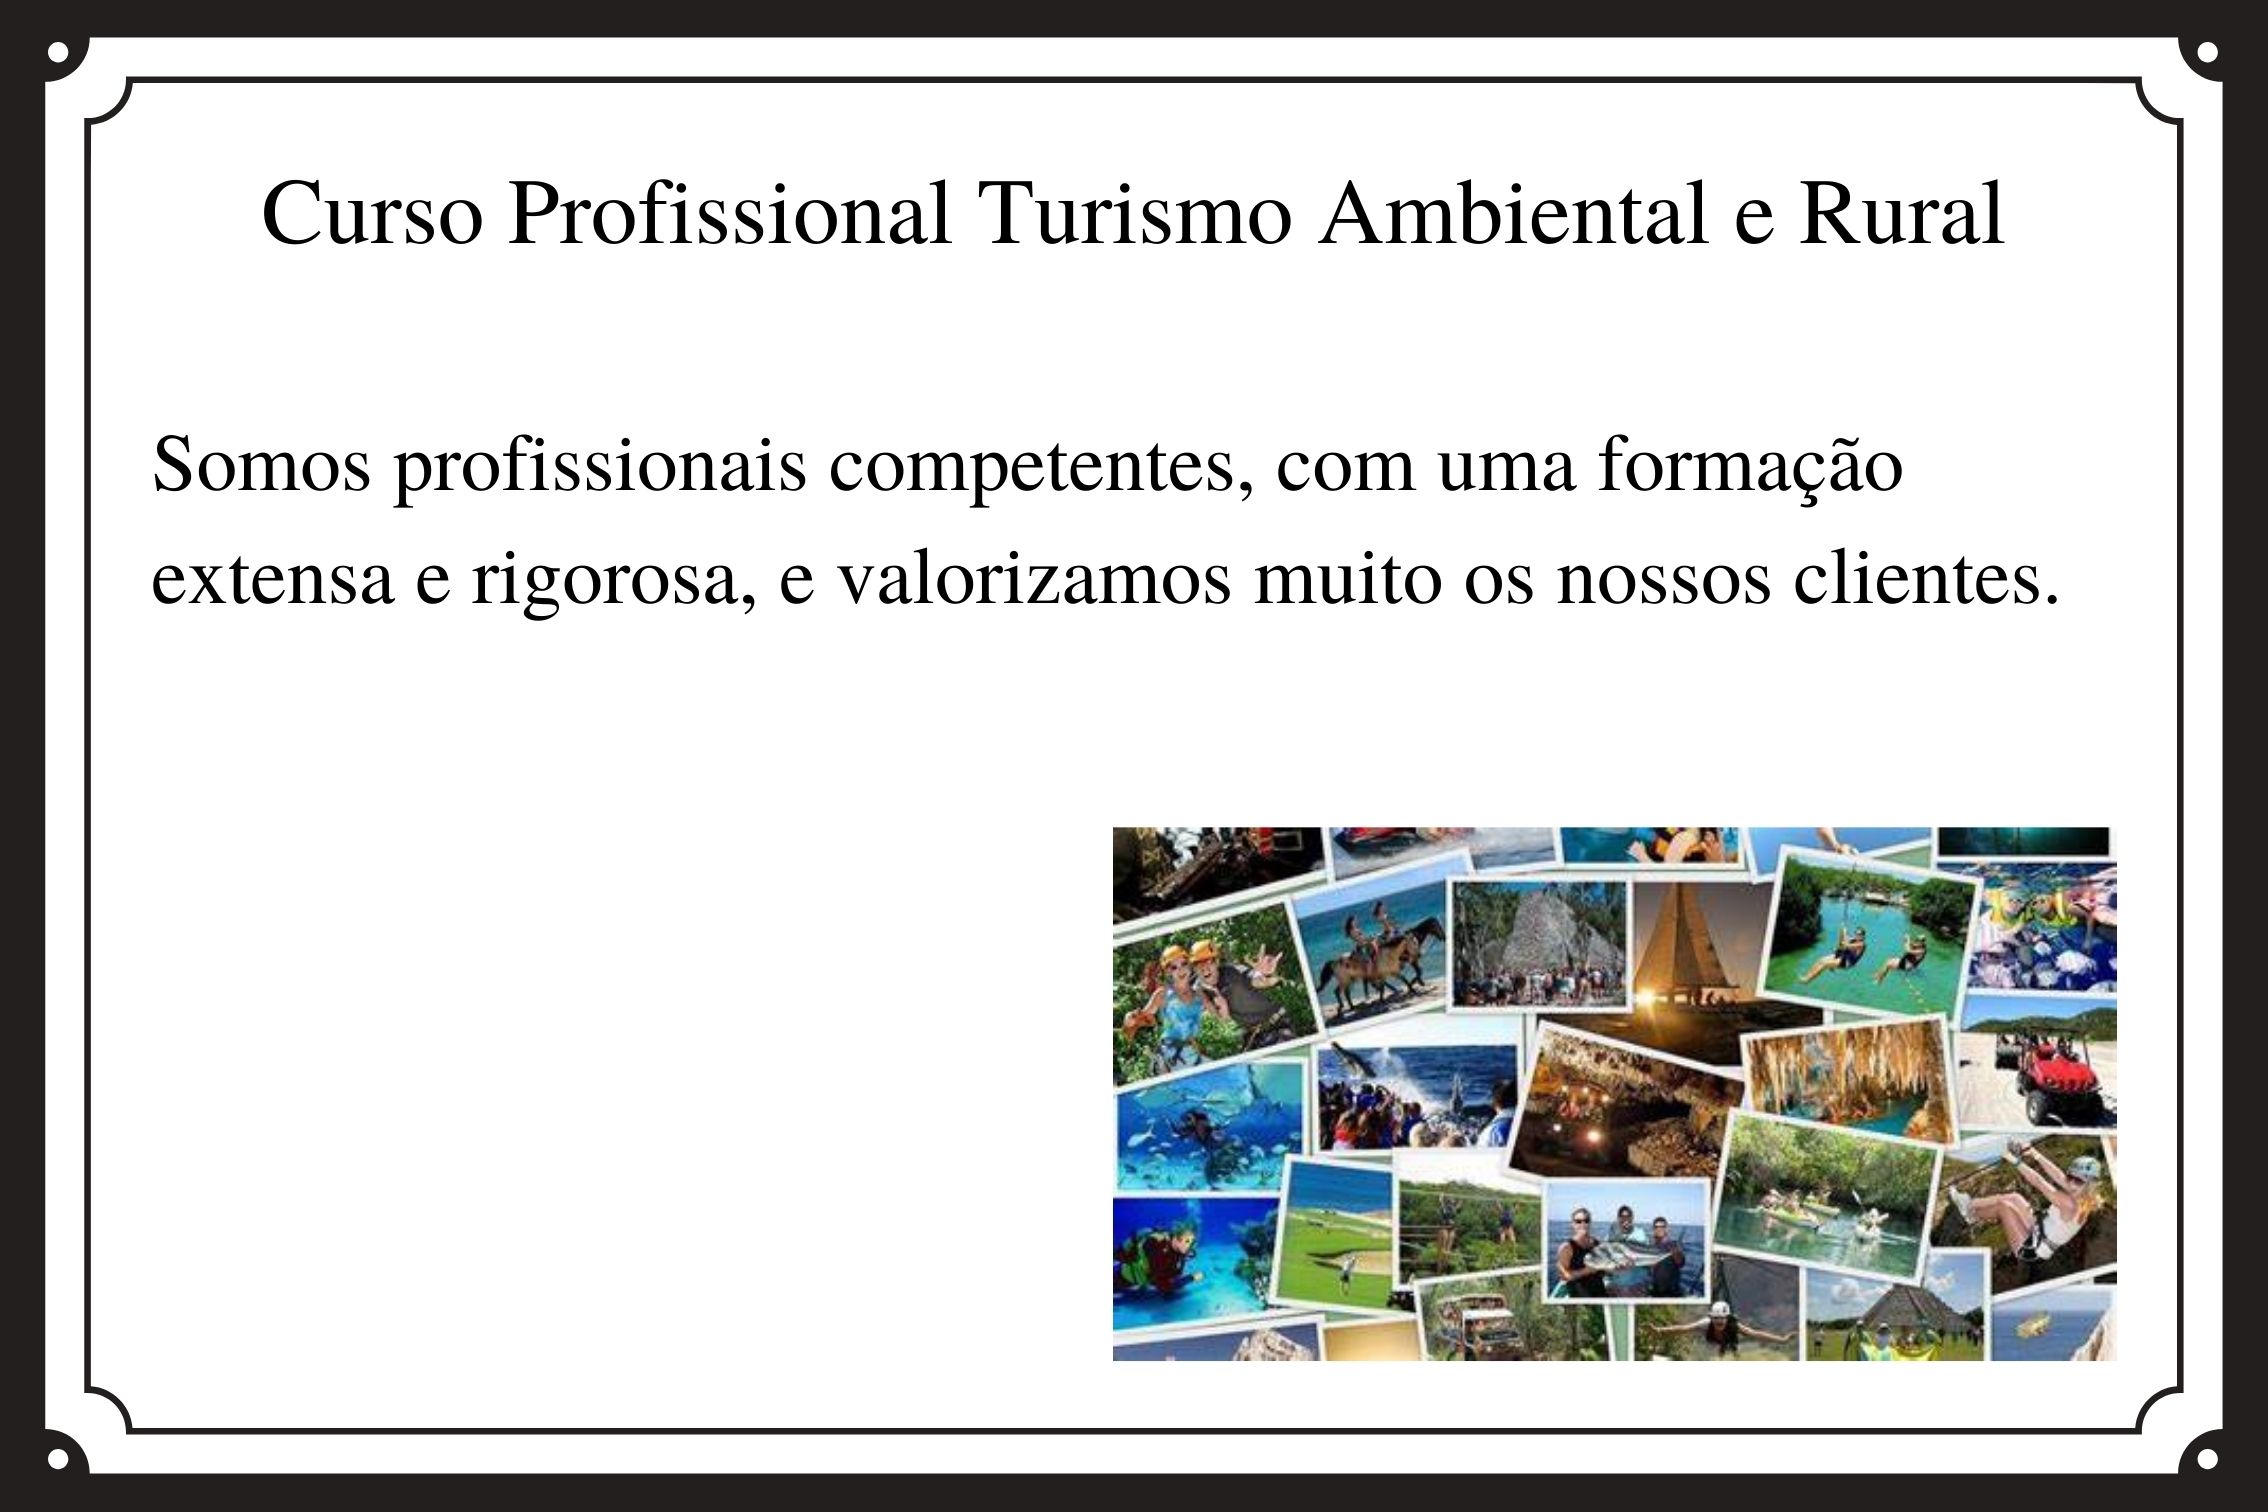 Curso Profissional Turismo Ambiental e Rural
Somos profissionais competentes, com uma formação
extensa e rigorosa, e valorizamos muito os nossos clientes.